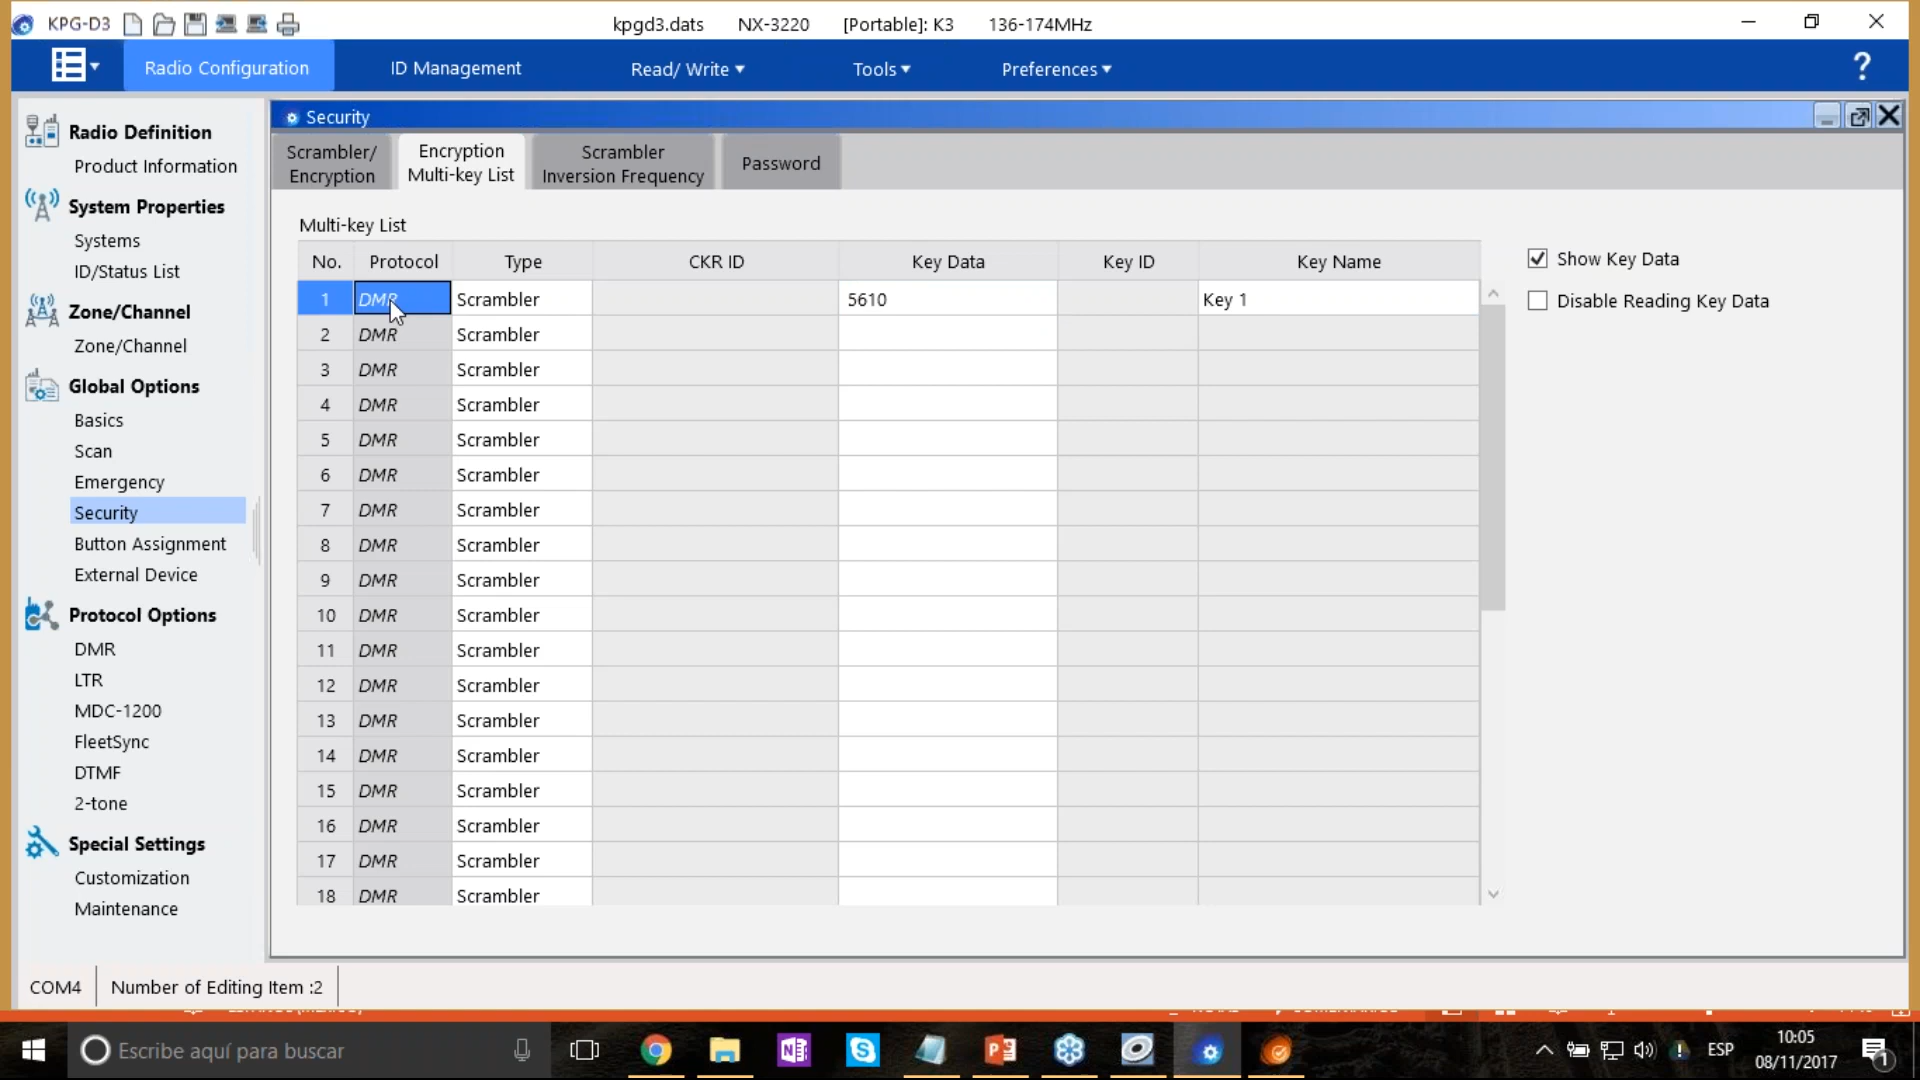 KPG-D3 kpgd3.dats NX-3220 [Portable]: K3 136-174MHz
Radio Configuration ID Management Read/ Write Tools Preferences ?
Radio Definition
Product Information
System Properties
Systems
ID/Status List
Zone/Channel
Zone/Channel
Global Options
Basics
Scan
Emergency
Security
Button Assignment
External Device
Protocol Options
DMR
LTR
MDC-1200
FleetSync
DTMF
2-tone
Special Settings
Customization
Maintenance
Security
Scrambler/
Encryption
Encryption
Multi-key List
Scrambler
Inversion Frequency
Password
Multi-key List
No. Protocol Type CKR ID Key Data Key ID Key Name
1 DMR Scrambler 5610 Key 1
2 DMR Scrambler
3 DMR Scrambler
4 DMR Scrambler
5 DMR Scrambler
6 DMR Scrambler
7 DMR Scrambler
8 DMR Scrambler
9 DMR Scrambler
10 DMR Scrambler
11 DMR Scrambler
12 DMR Scrambler
13 DMR Scrambler
14 DMR Scrambler
15 DMR Scrambler
16 DMR Scrambler
17 DMR Scrambler
18 DMR Scrambler
Show Key Data
Disable Reading Key Data
COM4 Number of Editing Item :2
Escribe aquí para buscar
ESP
10:05
08/11/2017
1